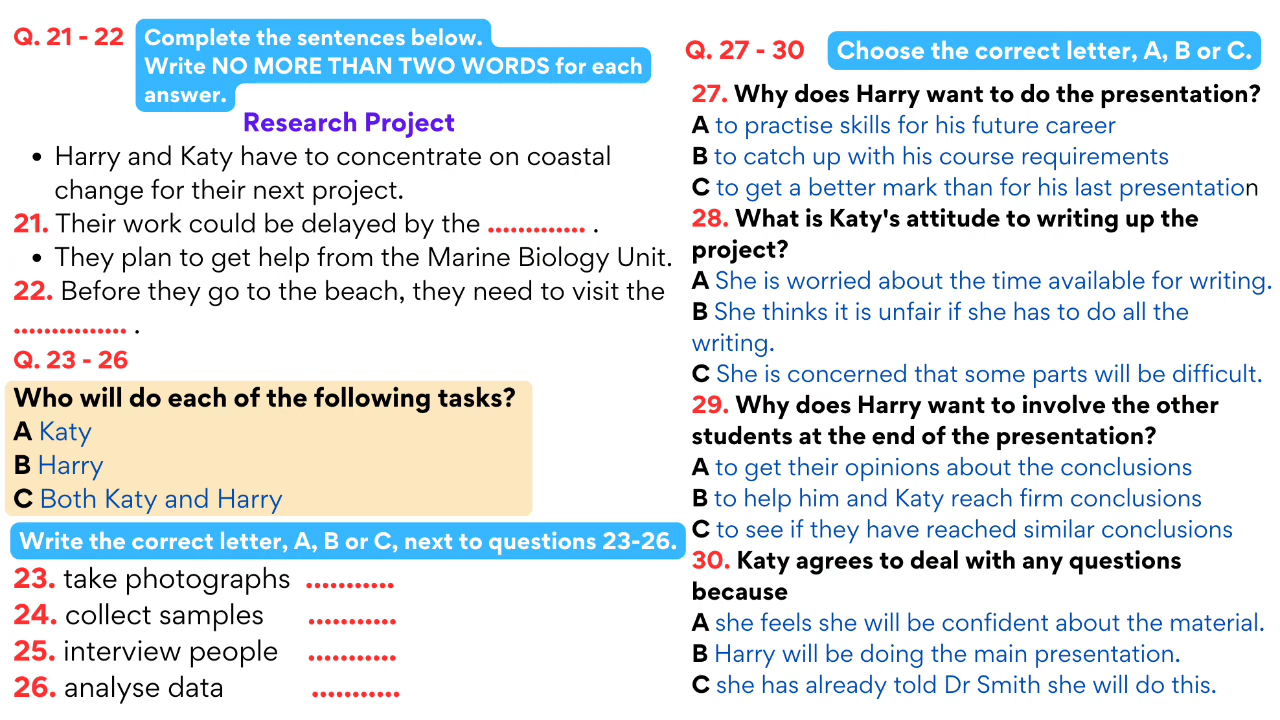 Q. 21 - 22
Complete the sentences below.
Write NO MORE THAN TWO WORDS for each
answer.
Research Project
• Harry and Katy have to concentrate on coastal
change for their next project.
21. Their work could be delayed by the ............. .
• They plan to get help from the Marine Biology Unit.
22. Before they go to the beach, they need to visit the
............... .
Q. 23 - 26
Who will do each of the following tasks?
A Katy
B Harry
C Both Katy and Harry
Write the correct letter, A, B or C, next to questions 23-26.
23. take photographs ...........
24. collect samples ...........
25. interview people ...........
26. analyse data ...........
Q. 27 - 30
Choose the correct letter, A, B or C.
27. Why does Harry want to do the presentation?
A to practise skills for his future career
B to catch up with his course requirements
C to get a better mark than for his last presentation
28. What is Katy's attitude to writing up the
project?
A She is worried about the time available for writing.
B She thinks it is unfair if she has to do all the
writing.
C She is concerned that some parts will be difficult.
29. Why does Harry want to involve the other
students at the end of the presentation?
A to get their opinions about the conclusions
B to help him and Katy reach firm conclusions
C to see if they have reached similar conclusions
30. Katy agrees to deal with any questions
because
A she feels she will be confident about the material.
B Harry will be doing the main presentation.
C she has already told Dr Smith she will do this.